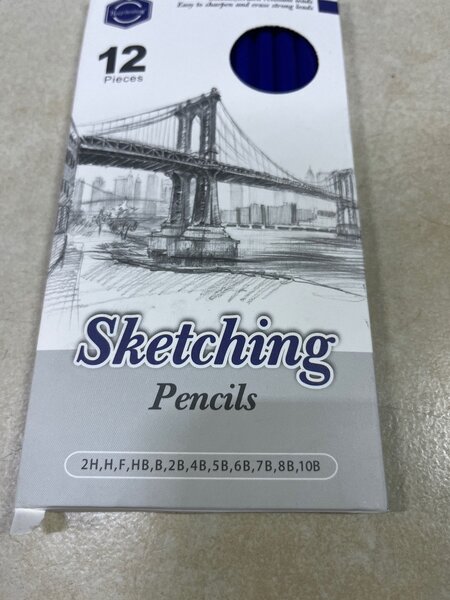 Easy to sharpen and erase strong leads
12
Pieces
Sketching
Pencils
2H,H,F,HB,B,2B,4B,5B,6B,7B,8B,10B